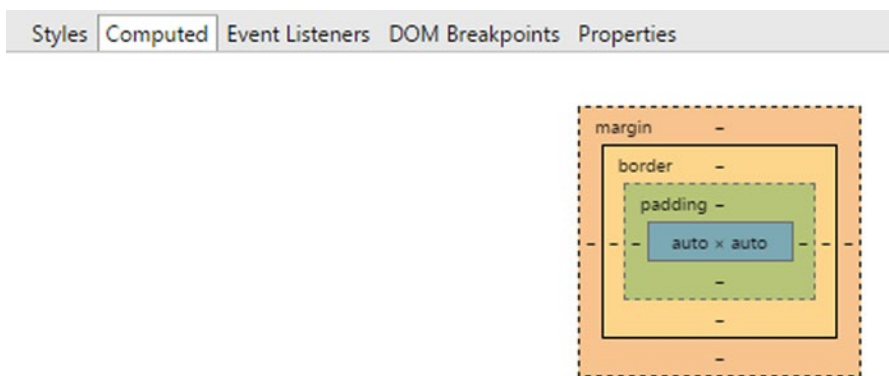 Styles Computed Event Listeners DOM Breakpoints Properties
margin –
border –
padding –
– – – auto × auto – – –
–
–
–